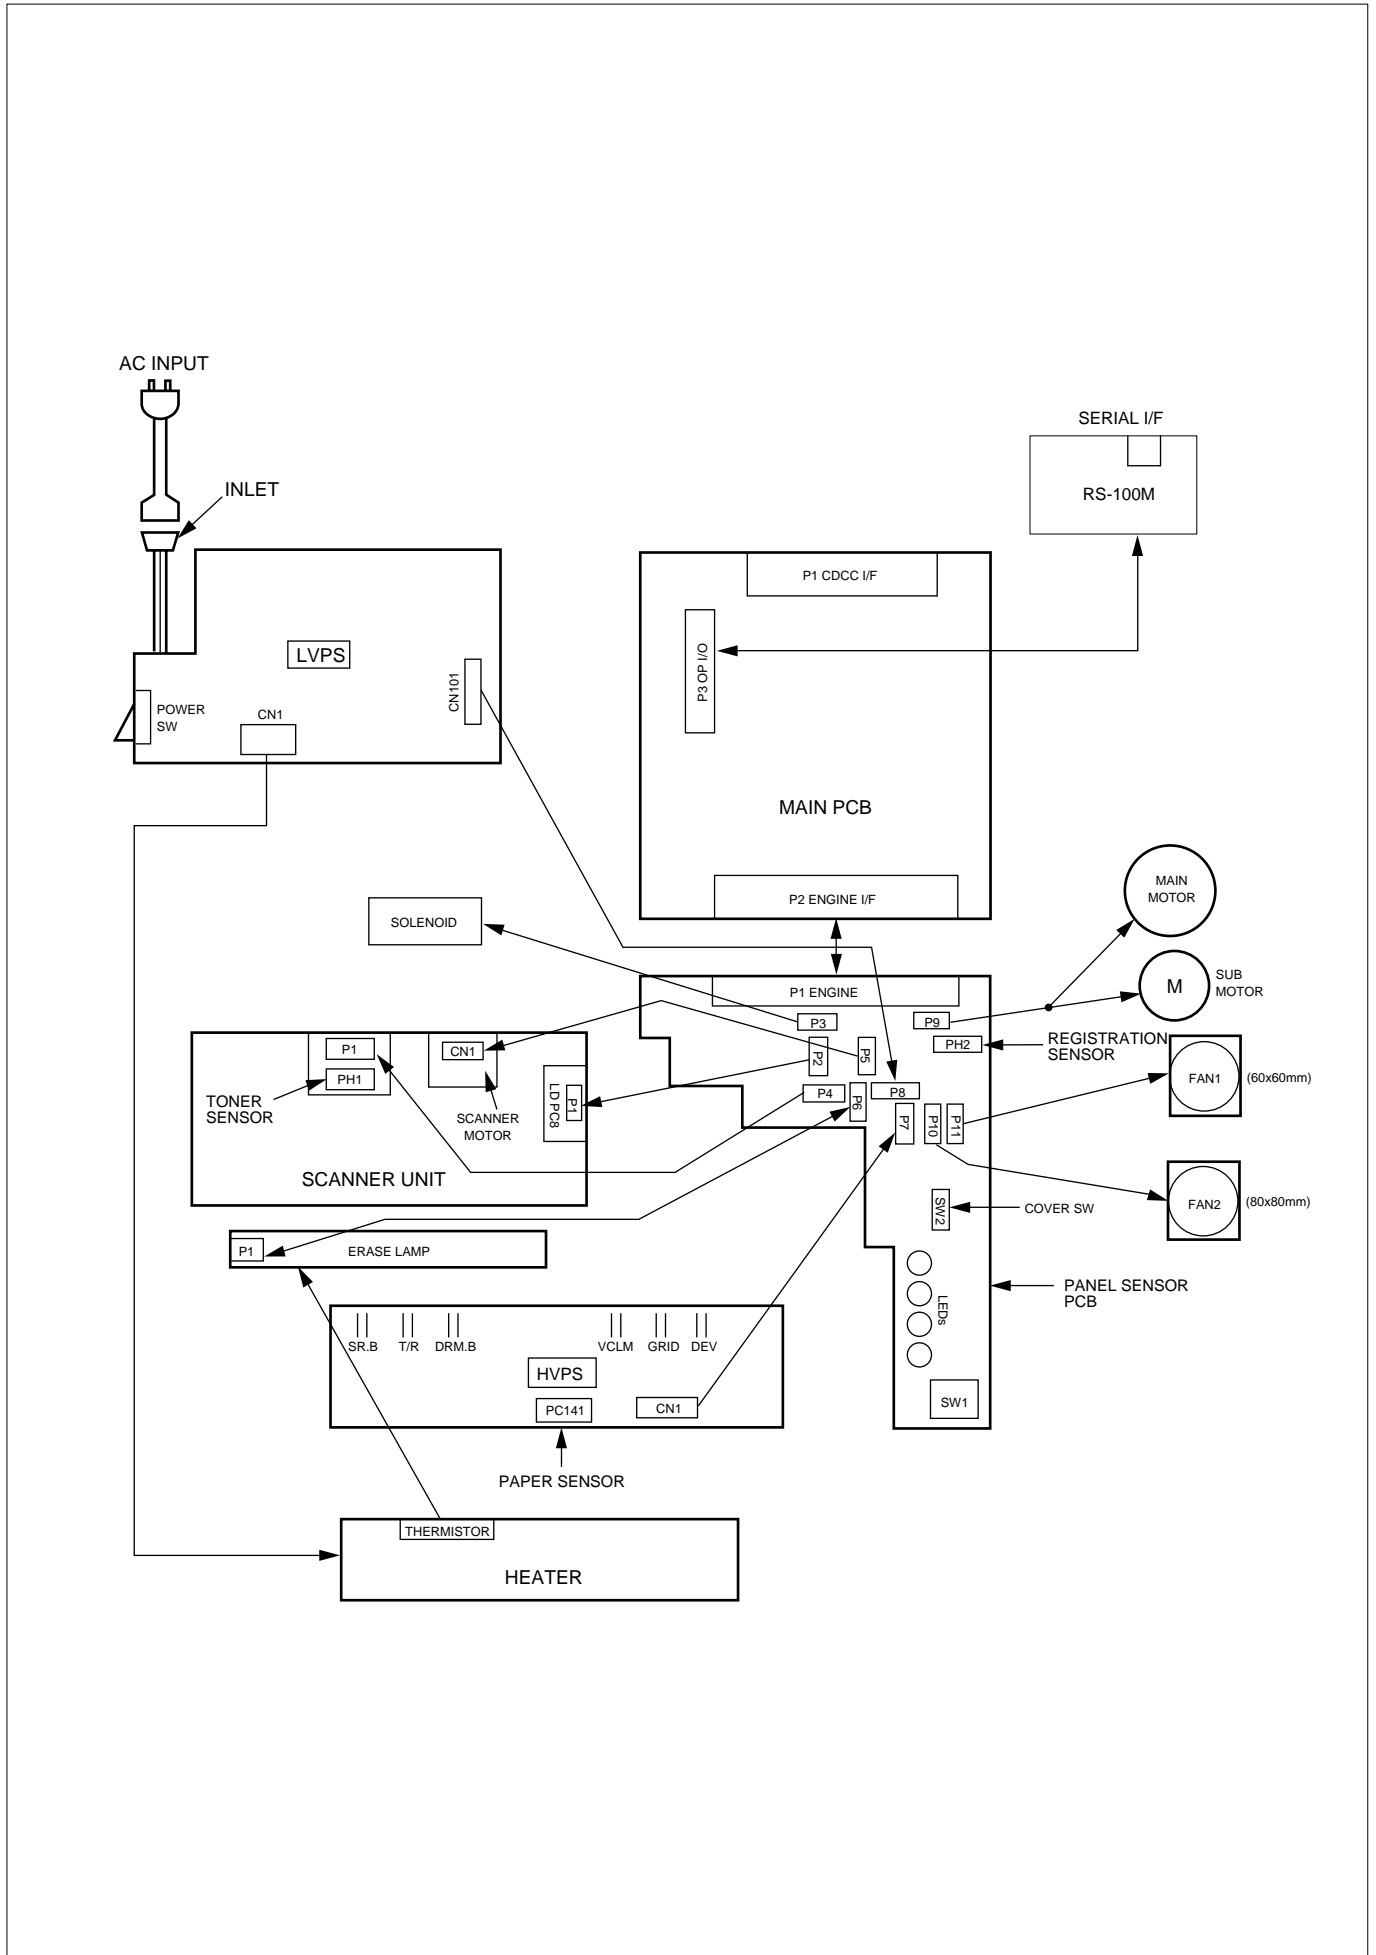 AC INPUT
SERIAL I/F
INLET
RS-100M
P1 CDCC I/F
LVPS
P3 OP I/O
CN101
POWER
SW
CN1
MAIN PCB
MAIN
MOTOR
P2 ENGINE I/F
SOLENOID
M
SUB
MOTOR
P1 ENGINE
P3
P9
PH2
REGISTRATION
SENSOR
P1
CN1
P2
P5
PH1
TONER
SENSOR
SCANNER
MOTOR
LD PC8
P1
P4
P6
P8
P7
P10
P11
FAN1
(60x60mm)
SCANNER UNIT
SW2
COVER SW
FAN2
(80x80mm)
P1
ERASE LAMP
PANEL SENSOR
PCB
LEDs
SR.B
T/R
DRM.B
VCLM
GRID
DEV
HVPS
PC141
CN1
SW1
PAPER SENSOR
THERMISTOR
HEATER